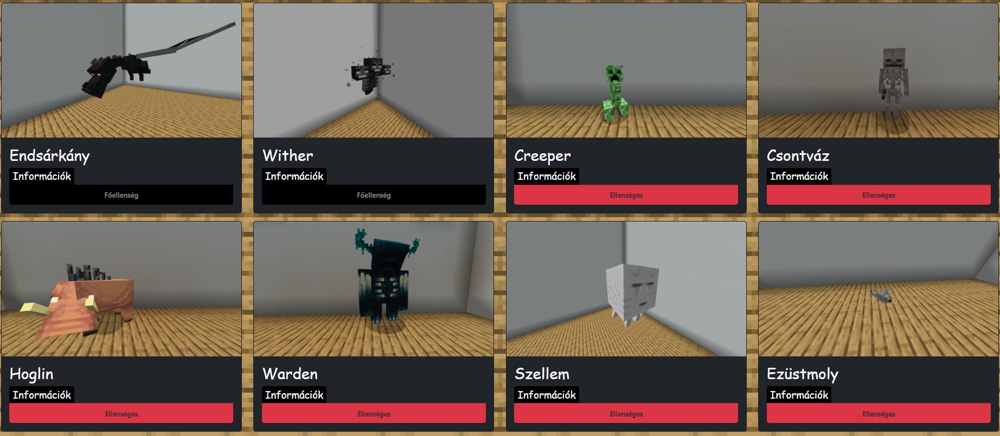 Endsárkány
Információk
Főellenség
Wither
Információk
Főellenség
Creeper
Információk
Ellenséges
Csontváz
Információk
Ellenséges
Hoglin
Információk
Ellenséges
Warden
Információk
Ellenséges
Szellem
Információk
Ellenséges
Ezüstmoly
Információk
Ellenséges